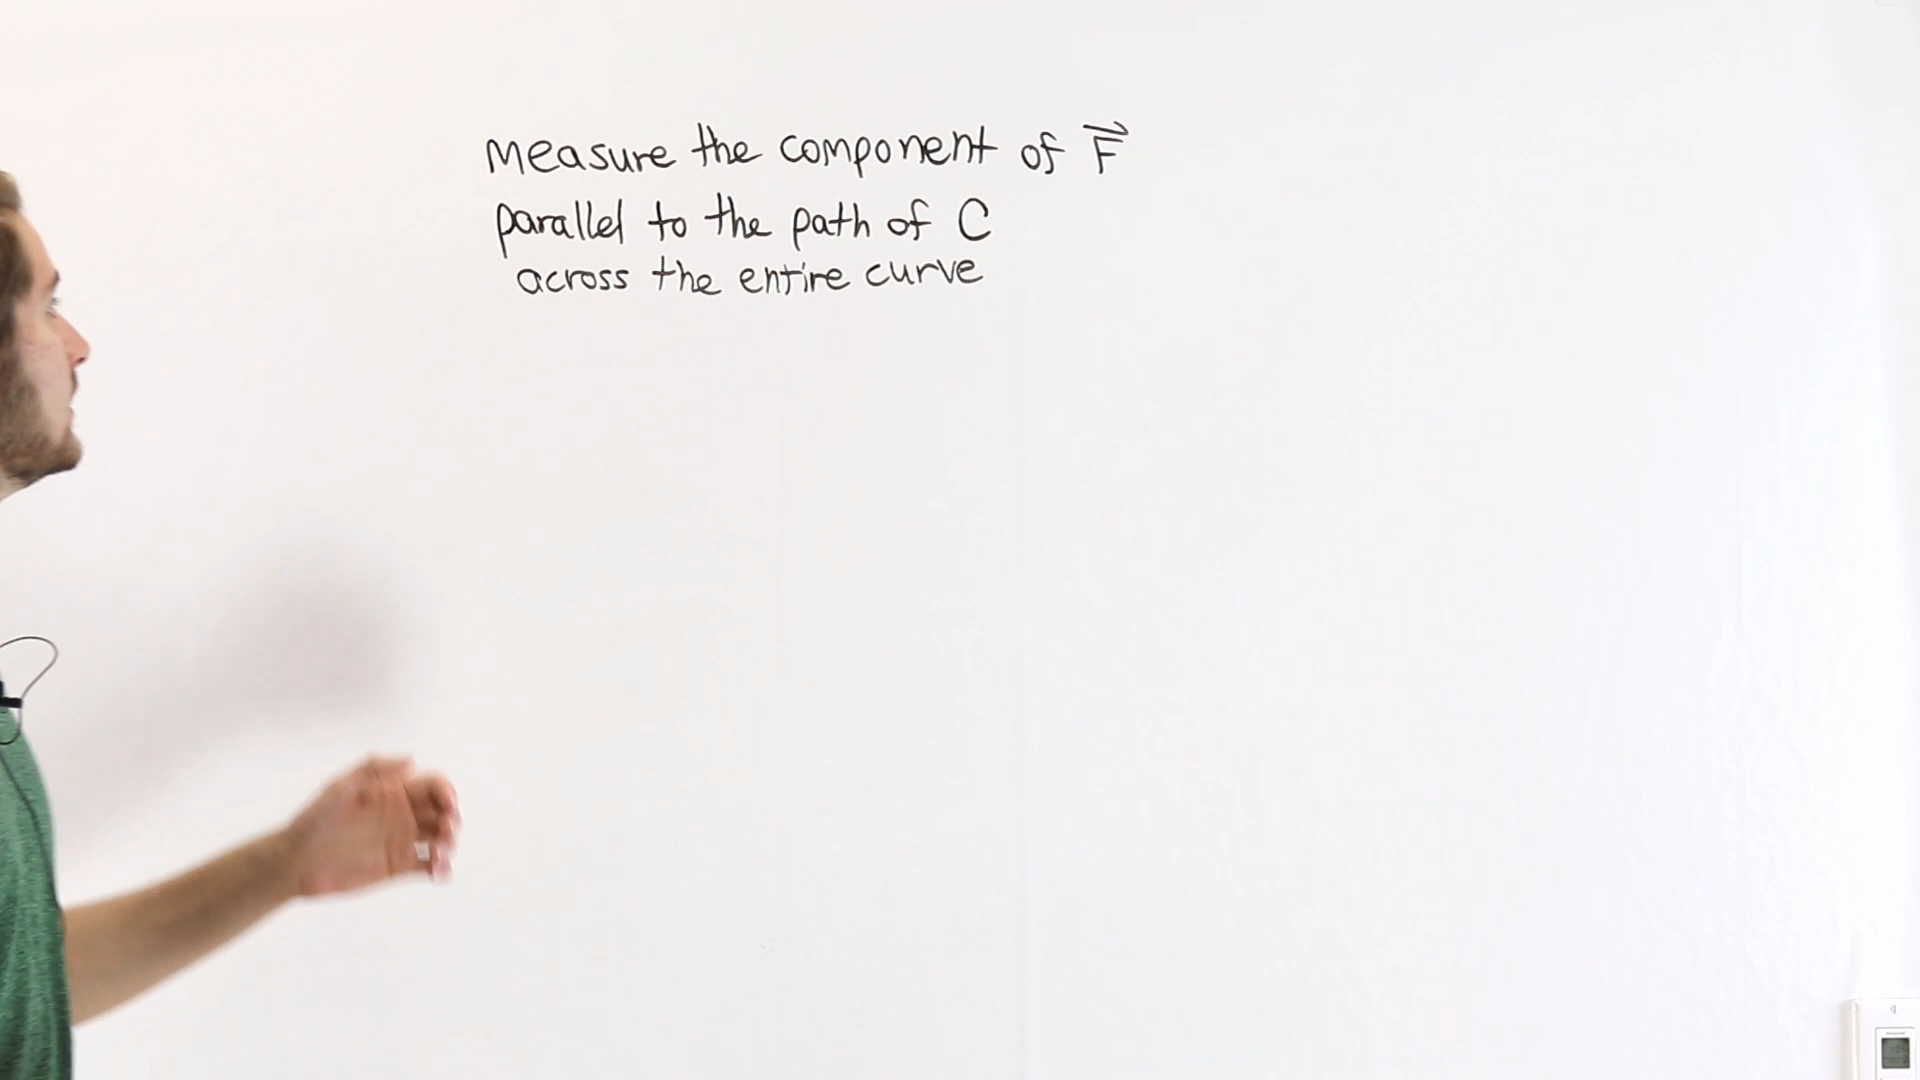 Measure the component of F⃗
parallel to the path of C
across the entire curve